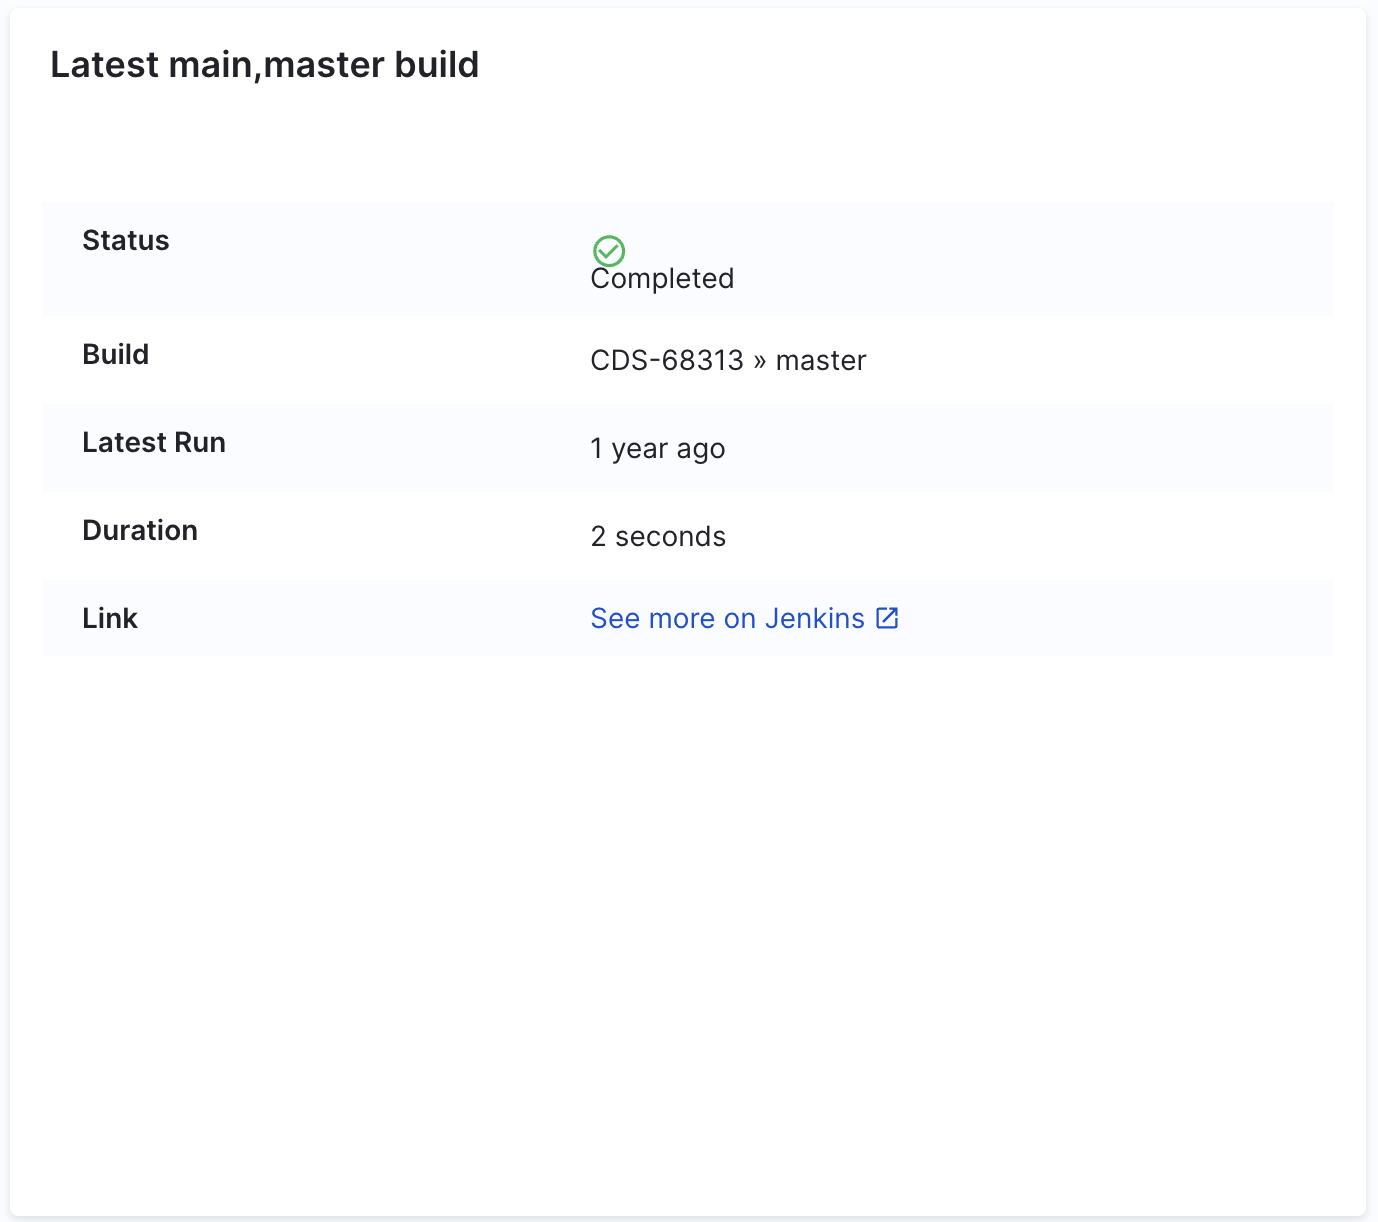 Latest main,master build
Status
Completed
Build
CDS-68313 » master
Latest Run
1 year ago
Duration
2 seconds
Link
See more on Jenkins